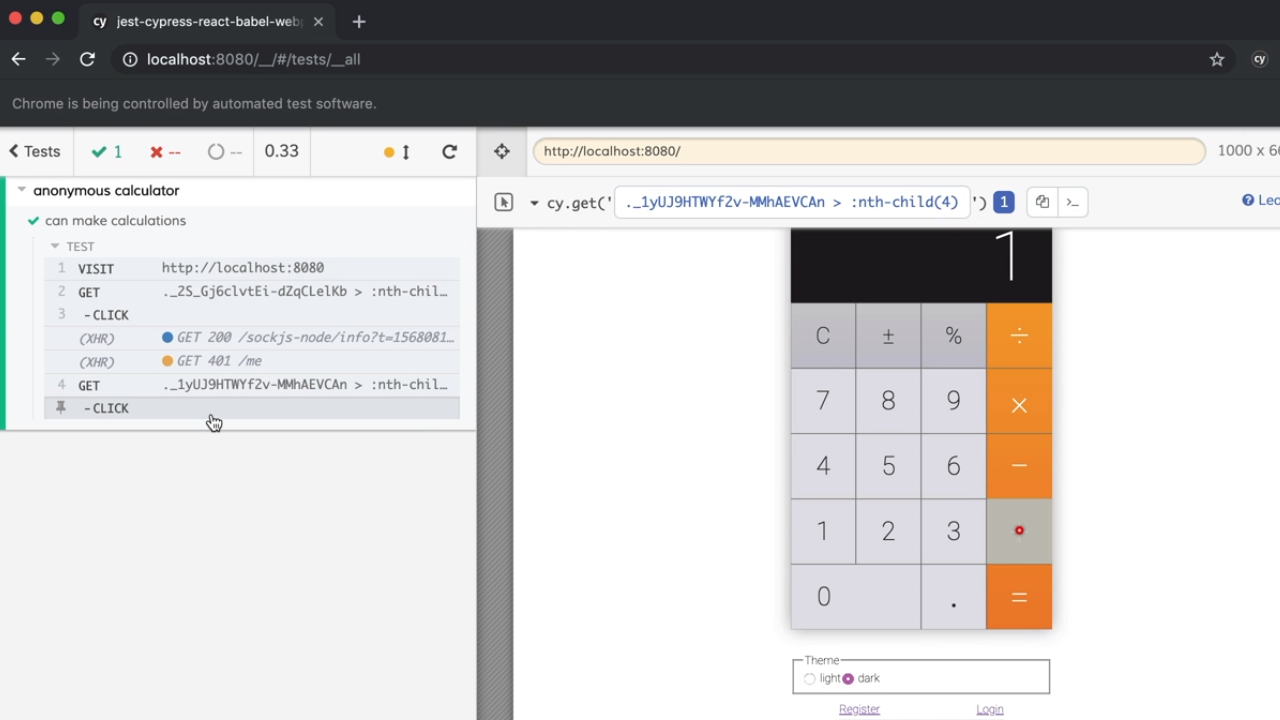 cy jest-cypress-react-babel-web
localhost:8080/__/#/tests/__all
cy
Chrome is being controlled by automated test software.
Tests 1 -- -- 0.33
http://localhost:8080/ 1000 x 66
anonymous calculator
can make calculations
cy.get('._1yUJ9HTWYf2v-MMhAEVCAn > :nth-child(4)') 1 >_ ? Lea
TEST
1 VISIT http://localhost:8080
2 GET ._2S_Gj6clvtEi-dZqCLelKb > :nth-chil…
3 -CLICK
(XHR) GET 200 /sockjs-node/info?t=1568081…
(XHR) GET 401 /me
4 GET ._1yUJ9HTWYf2v-MMhAEVCAn > :nth-chil…
-CLICK
1
C ± % ÷
7 8 9 ×
4 5 6 −
1 2 3
0 . =
Theme
light dark
Register Login